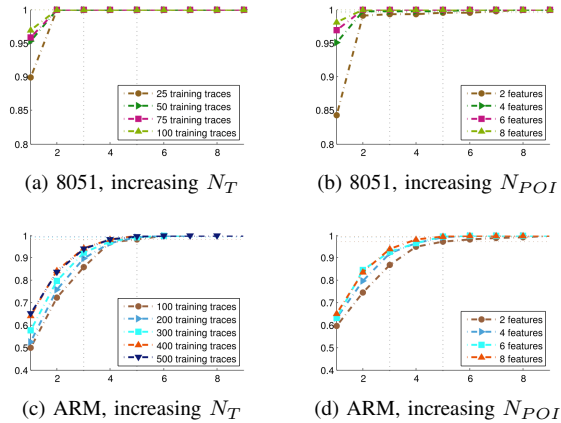 1
0.95
0.9
0.85
0.8
2 4 6 8
25 training traces
50 training traces
75 training traces
100 training traces
(a) 8051, increasing N_T
1
0.95
0.9
0.85
0.8
2 4 6 8
2 features
4 features
6 features
8 features
(b) 8051, increasing N_{POI}
1
0.9
0.8
0.7
0.6
0.5
0.4
2 4 6 8
100 training traces
200 training traces
300 training traces
400 training traces
500 training traces
(c) ARM, increasing N_T
1
0.9
0.8
0.7
0.6
0.5
0.4
2 4 6 8
2 features
4 features
6 features
8 features
(d) ARM, increasing N_{POI}